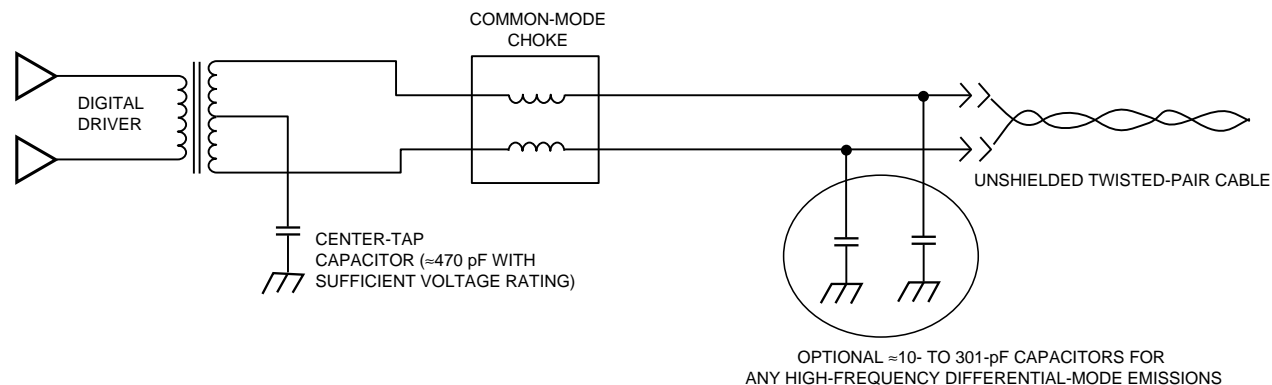 COMMON-MODE
CHOKE
DIGITAL
DRIVER
UNSHIELDED TWISTED-PAIR CABLE
CENTER-TAP
CAPACITOR (≈470 pF WITH
SUFFICIENT VOLTAGE RATING)
OPTIONAL ≈10- TO 301-pF CAPACITORS FOR
ANY HIGH-FREQUENCY DIFFERENTIAL-MODE EMISSIONS